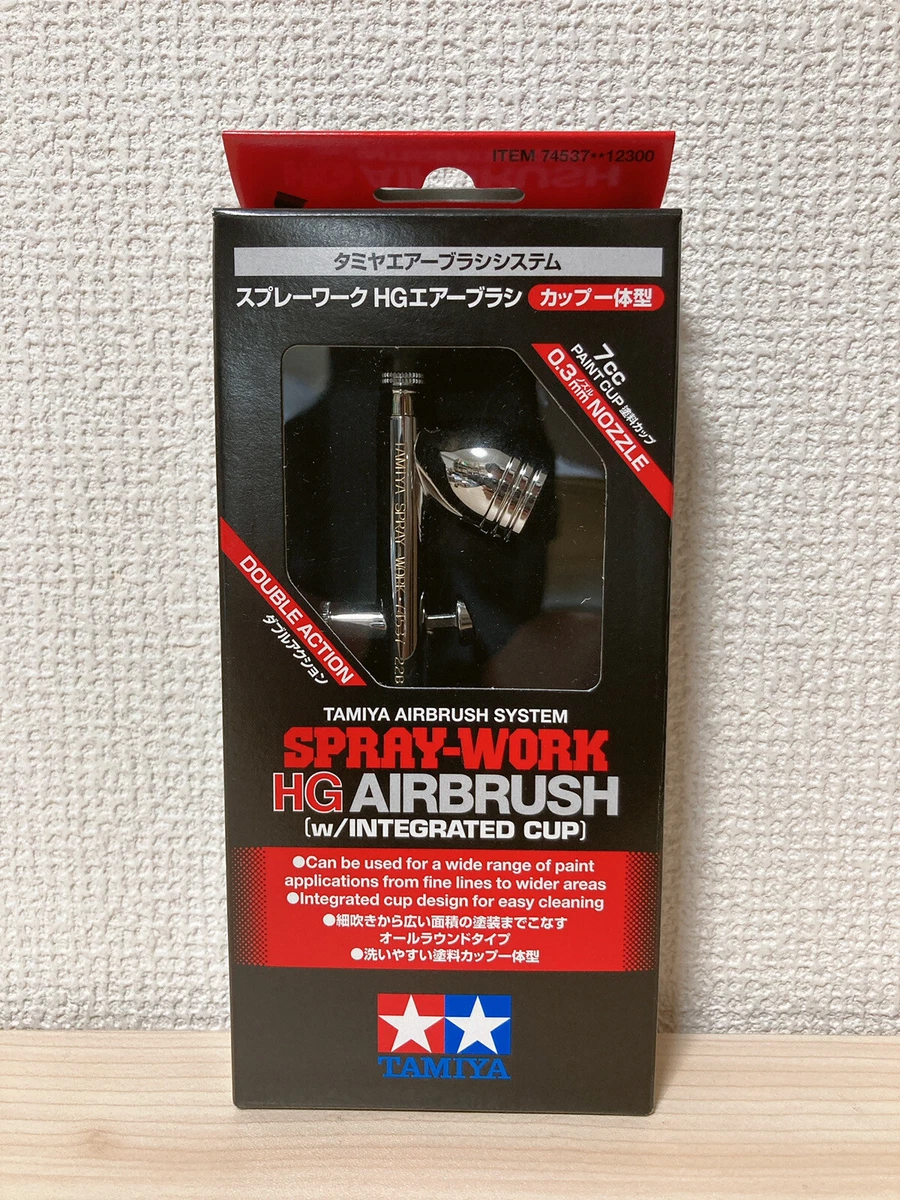 ITEM 74537**12300
タミヤエアーブラシシステム
スプレーワーク HGエアーブラシ カップ一体型
7cc
PAINT CUP 塗料カップ
0.3mm ノズル NOZZLE
TAMIYA SPRAY-WORK 74537 22B
DOUBLE ACTION
ダブルアクション
TAMIYA AIRBRUSH SYSTEM
SPRAY-WORK
HG AIRBRUSH
(w/INTEGRATED CUP)
●Can be used for a wide range of paint
applications from fine lines to wider areas
●Integrated cup design for easy cleaning
●細吹きから広い面積の塗装までこなす
オールラウンドタイプ
●洗いやすい塗料カップ一体型
TAMIYA